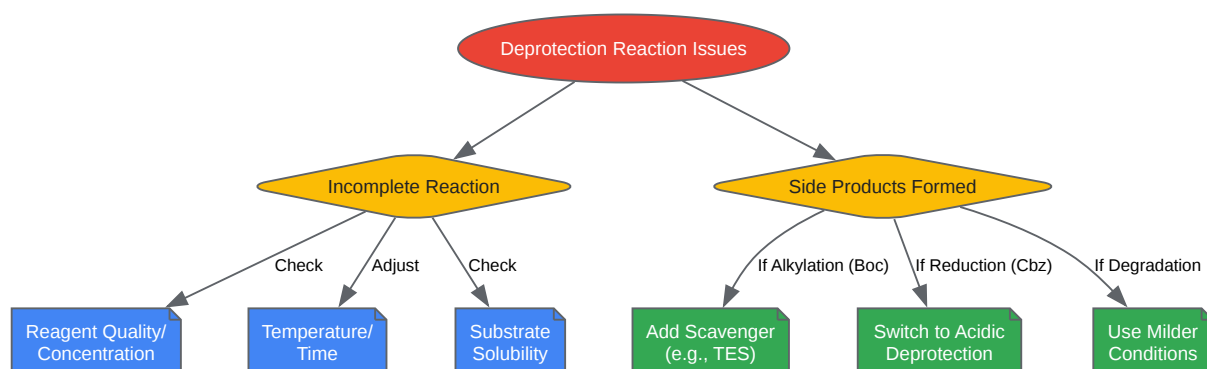 Deprotection Reaction Issues
Incomplete Reaction
Side Products Formed
Check
Adjust
Check
If Alkylation (Boc)
If Reduction (Cbz)
If Degradation
Reagent Quality/
Concentration
Temperature/
Time
Substrate
Solubility
Add Scavenger
(e.g., TES)
Switch to Acidic
Deprotection
Use Milder
Conditions